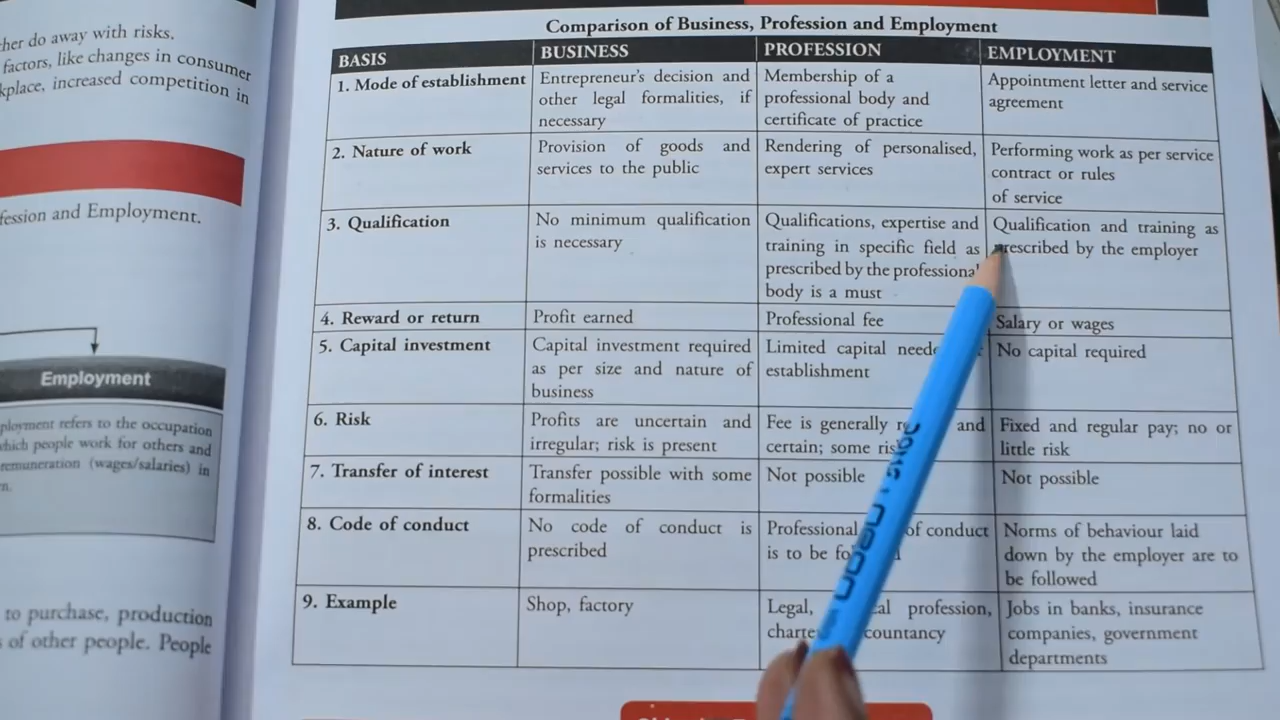 her do away with risks.
factors, like changes in consumer
kplace, increased competition in
fession and Employment.
Employment
ployment refers to the occupation
which people work for others and
remuneration (wages/salaries) in
n.
to purchase, production
of other people. People
Comparison of Business, Profession and Employment
BASIS BUSINESS PROFESSION EMPLOYMENT
1. Mode of establishment
Entrepreneur's decision and
other legal formalities, if
necessary
Membership of a
professional body and
certificate of practice
Appointment letter and service
agreement
2. Nature of work
Provision of goods and
services to the public
Rendering of personalised,
expert services
Performing work as per service
contract or rules
of service
3. Qualification
No minimum qualification
is necessary
Qualifications, expertise and
training in specific field as
prescribed by the professional
body is a must
Qualification and training as
prescribed by the employer
4. Reward or return
Profit earned
Professional fee
Salary or wages
5. Capital investment
Capital investment required
as per size and nature of
business
Limited capital
establishment
No capital required
6. Risk
Profits are uncertain and
irregular; risk is present
Fee is generally and
certain; some
Fixed and regular pay; no or
little risk
7. Transfer of interest
Transfer possible with some
formalities
Not possible
Not possible
8. Code of conduct
No code of conduct is
prescribed
Professional of conduct
is to be
Norms of behaviour laid
down by the employer are to
be followed
9. Example
Shop, factory
Legal, profession,
Jobs in banks, insurance
companies, government
departments
DOMS